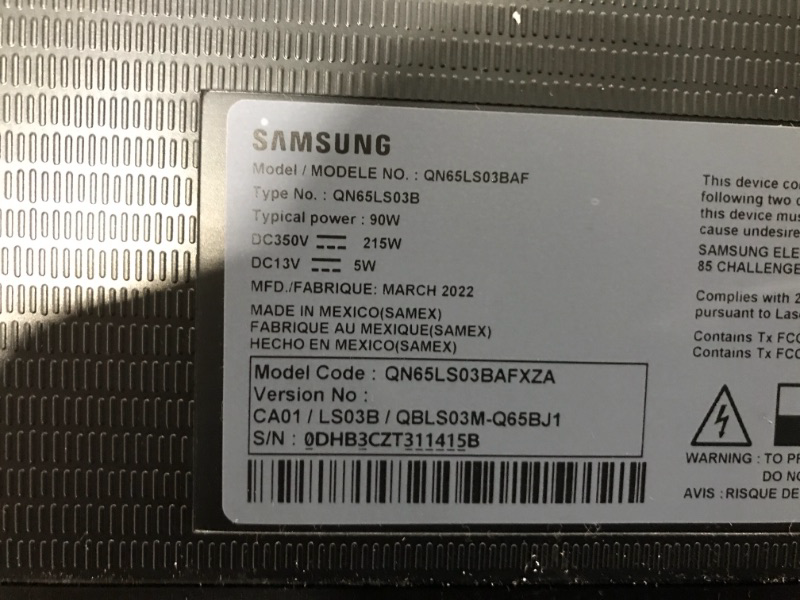 SAMSUNG
Model / MODELE NO. : QN65LS03BAF
Type No. : QN65LS03B
Typical power : 90W
DC350V 215W
DC13V 5W
MFD./FABRIQUE: MARCH 2022
MADE IN MEXICO(SAMEX)
FABRIQUE AU MEXIQUE(SAMEX)
HECHO EN MEXICO(SAMEX)
Model Code : QN65LS03BAFXZA
Version No :
CA01 / LS03B / QBLS03M-Q65BJ1
S/N : 0DHB3CZT311415B
This device
following two
this device
cause
SAMSUNG
85 CHALLENGE
Complies with
pursuant to
Contains Tx
Contains Tx
WARNING : TO
DO
AVIS : RISQUE DE